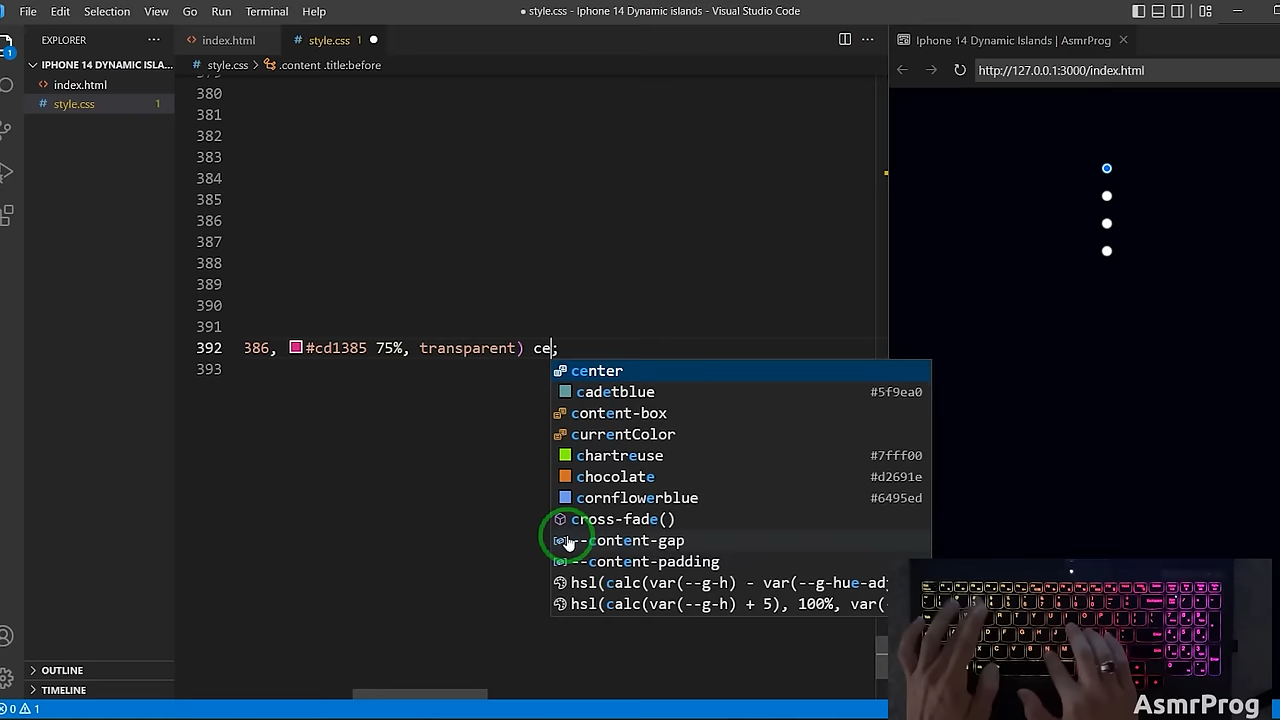 File Edit Selection View Go Run Terminal Help
● style.css - Iphone 14 Dynamic islands - Visual Studio Code
EXPLORER ···
index.html
style.css 1 ●
Iphone 14 Dynamic Islands | AsmrProg
IPHONE 14 DYNAMIC ISLA...
index.html
style.css 1
# style.css > .content .title:before
http://127.0.0.1:3000/index.html
380
381
382
383
384
385
386
387
388
389
390
391
392 386, #cd1385 75%, transparent) ce;
393
center
cadetblue #5f9ea0
content-box
currentColor
chartreuse #7fff00
chocolate #d2691e
cornflowerblue #6495ed
cross-fade()
--content-gap
--content-padding
hsl(calc(var(--g-h) - var(--g-hue-ad
hsl(calc(var(--g-h) + 5), 100%, var(
OUTLINE
TIMELINE
0 1
AsmrProg